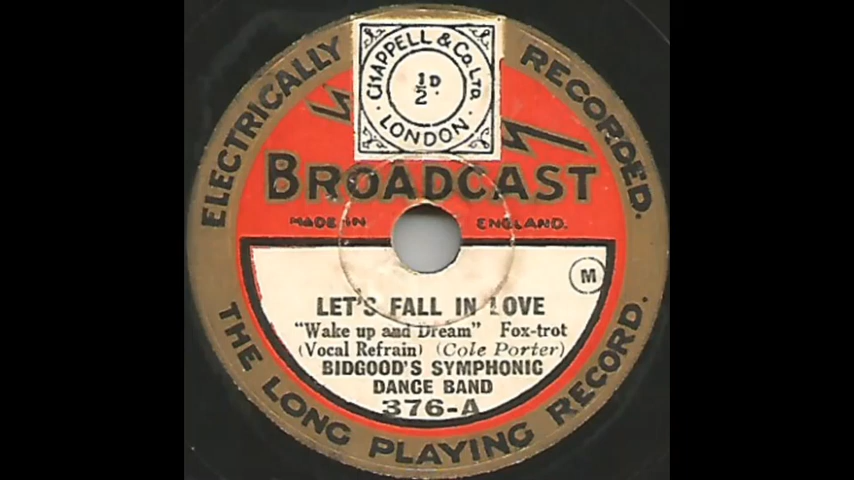 ELECTRICALLY RECORDED.
CHAPPELL & Co. LTD.
½D.
· LONDON ·
BROADCAST
MADE IN ENGLAND.
M
LET'S FALL IN LOVE
"Wake up and Dream" Fox-trot
(Vocal Refrain) (Cole Porter)
BIDGOOD'S SYMPHONIC
DANCE BAND
376-A
THE LONG PLAYING RECORD.